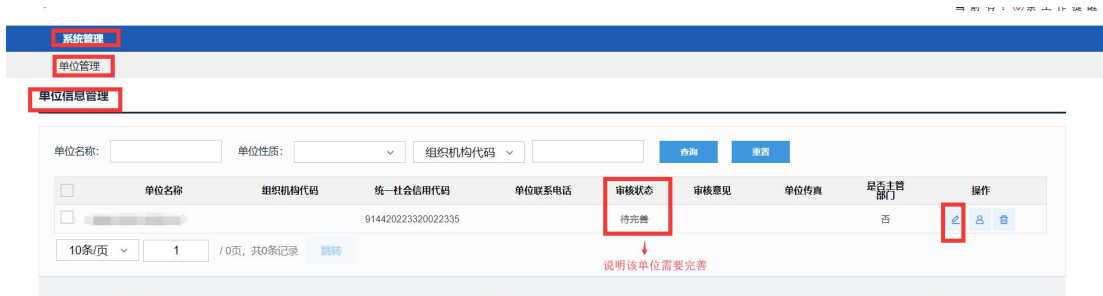 系统管理
单位管理
单位信息管理
单位名称: 单位性质: 组织机构代码 查询 重置
单位名称 组织机构代码 统一社会信用代码 单位联系电话 审核状态 审核意见 单位传真 是否主管部门 操作
914420223320022335 待完善 否
10条/页 1 / 0页，共0条记录 跳转
说明该单位需要完善